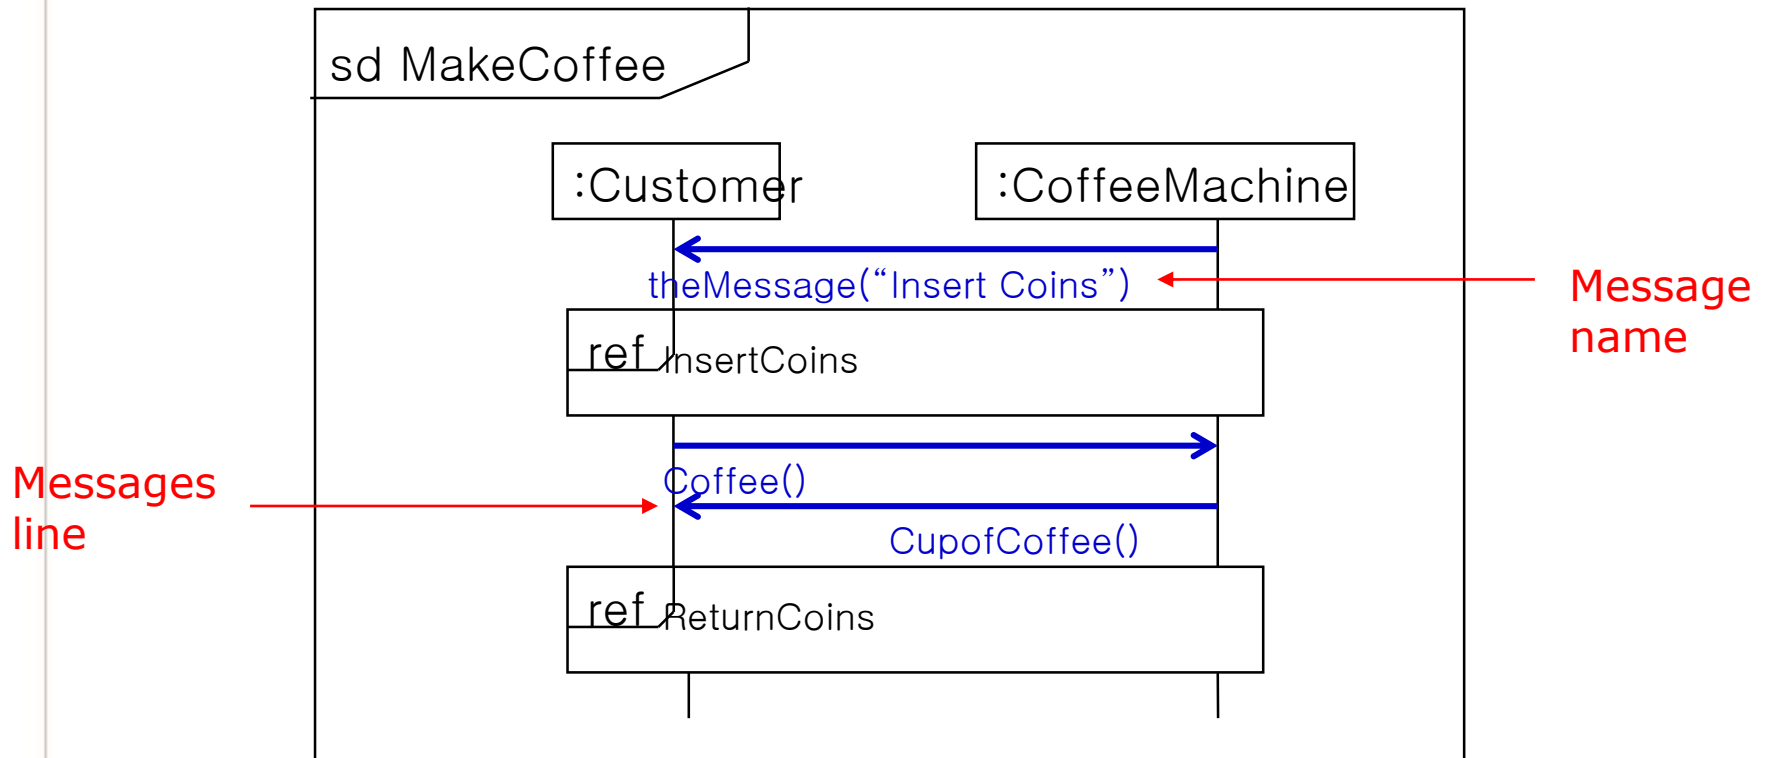 sd MakeCoffee
:Customer
:CoffeeMachine
theMessage(“Insert Coins”)
Message
name
ref InsertCoins
Coffee()
Messages
line
CupofCoffee()
ref ReturnCoins